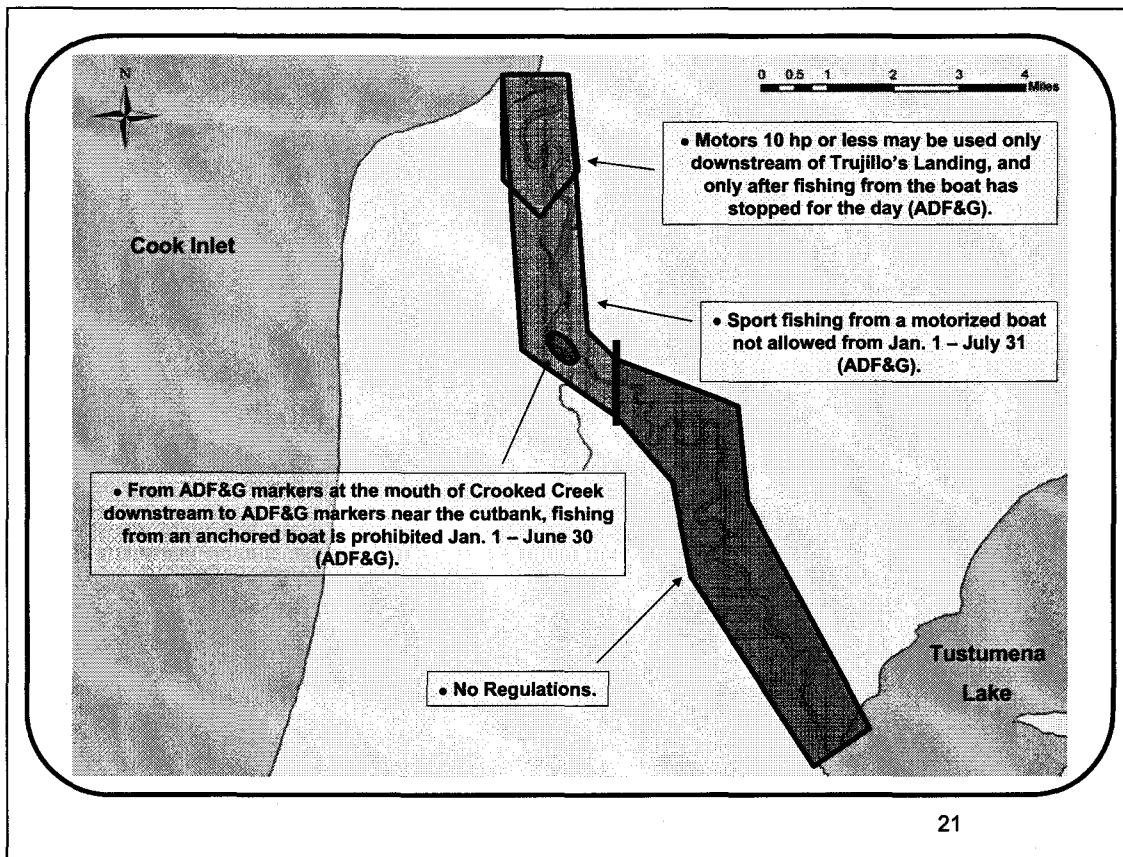 N
0 0.5 1 2 3 4
Miles
• Motors 10 hp or less may be used only
downstream of Trujillo's Landing, and
only after fishing from the boat has
stopped for the day (ADF&G).
Cook Inlet
• Sport fishing from a motorized boat
not allowed from Jan. 1 – July 31
(ADF&G).
• From ADF&G markers at the mouth of Crooked Creek
downstream to ADF&G markers near the cutbank, fishing
from an anchored boat is prohibited Jan. 1 – June 30
(ADF&G).
• No Regulations.
Tustumena
Lake
21